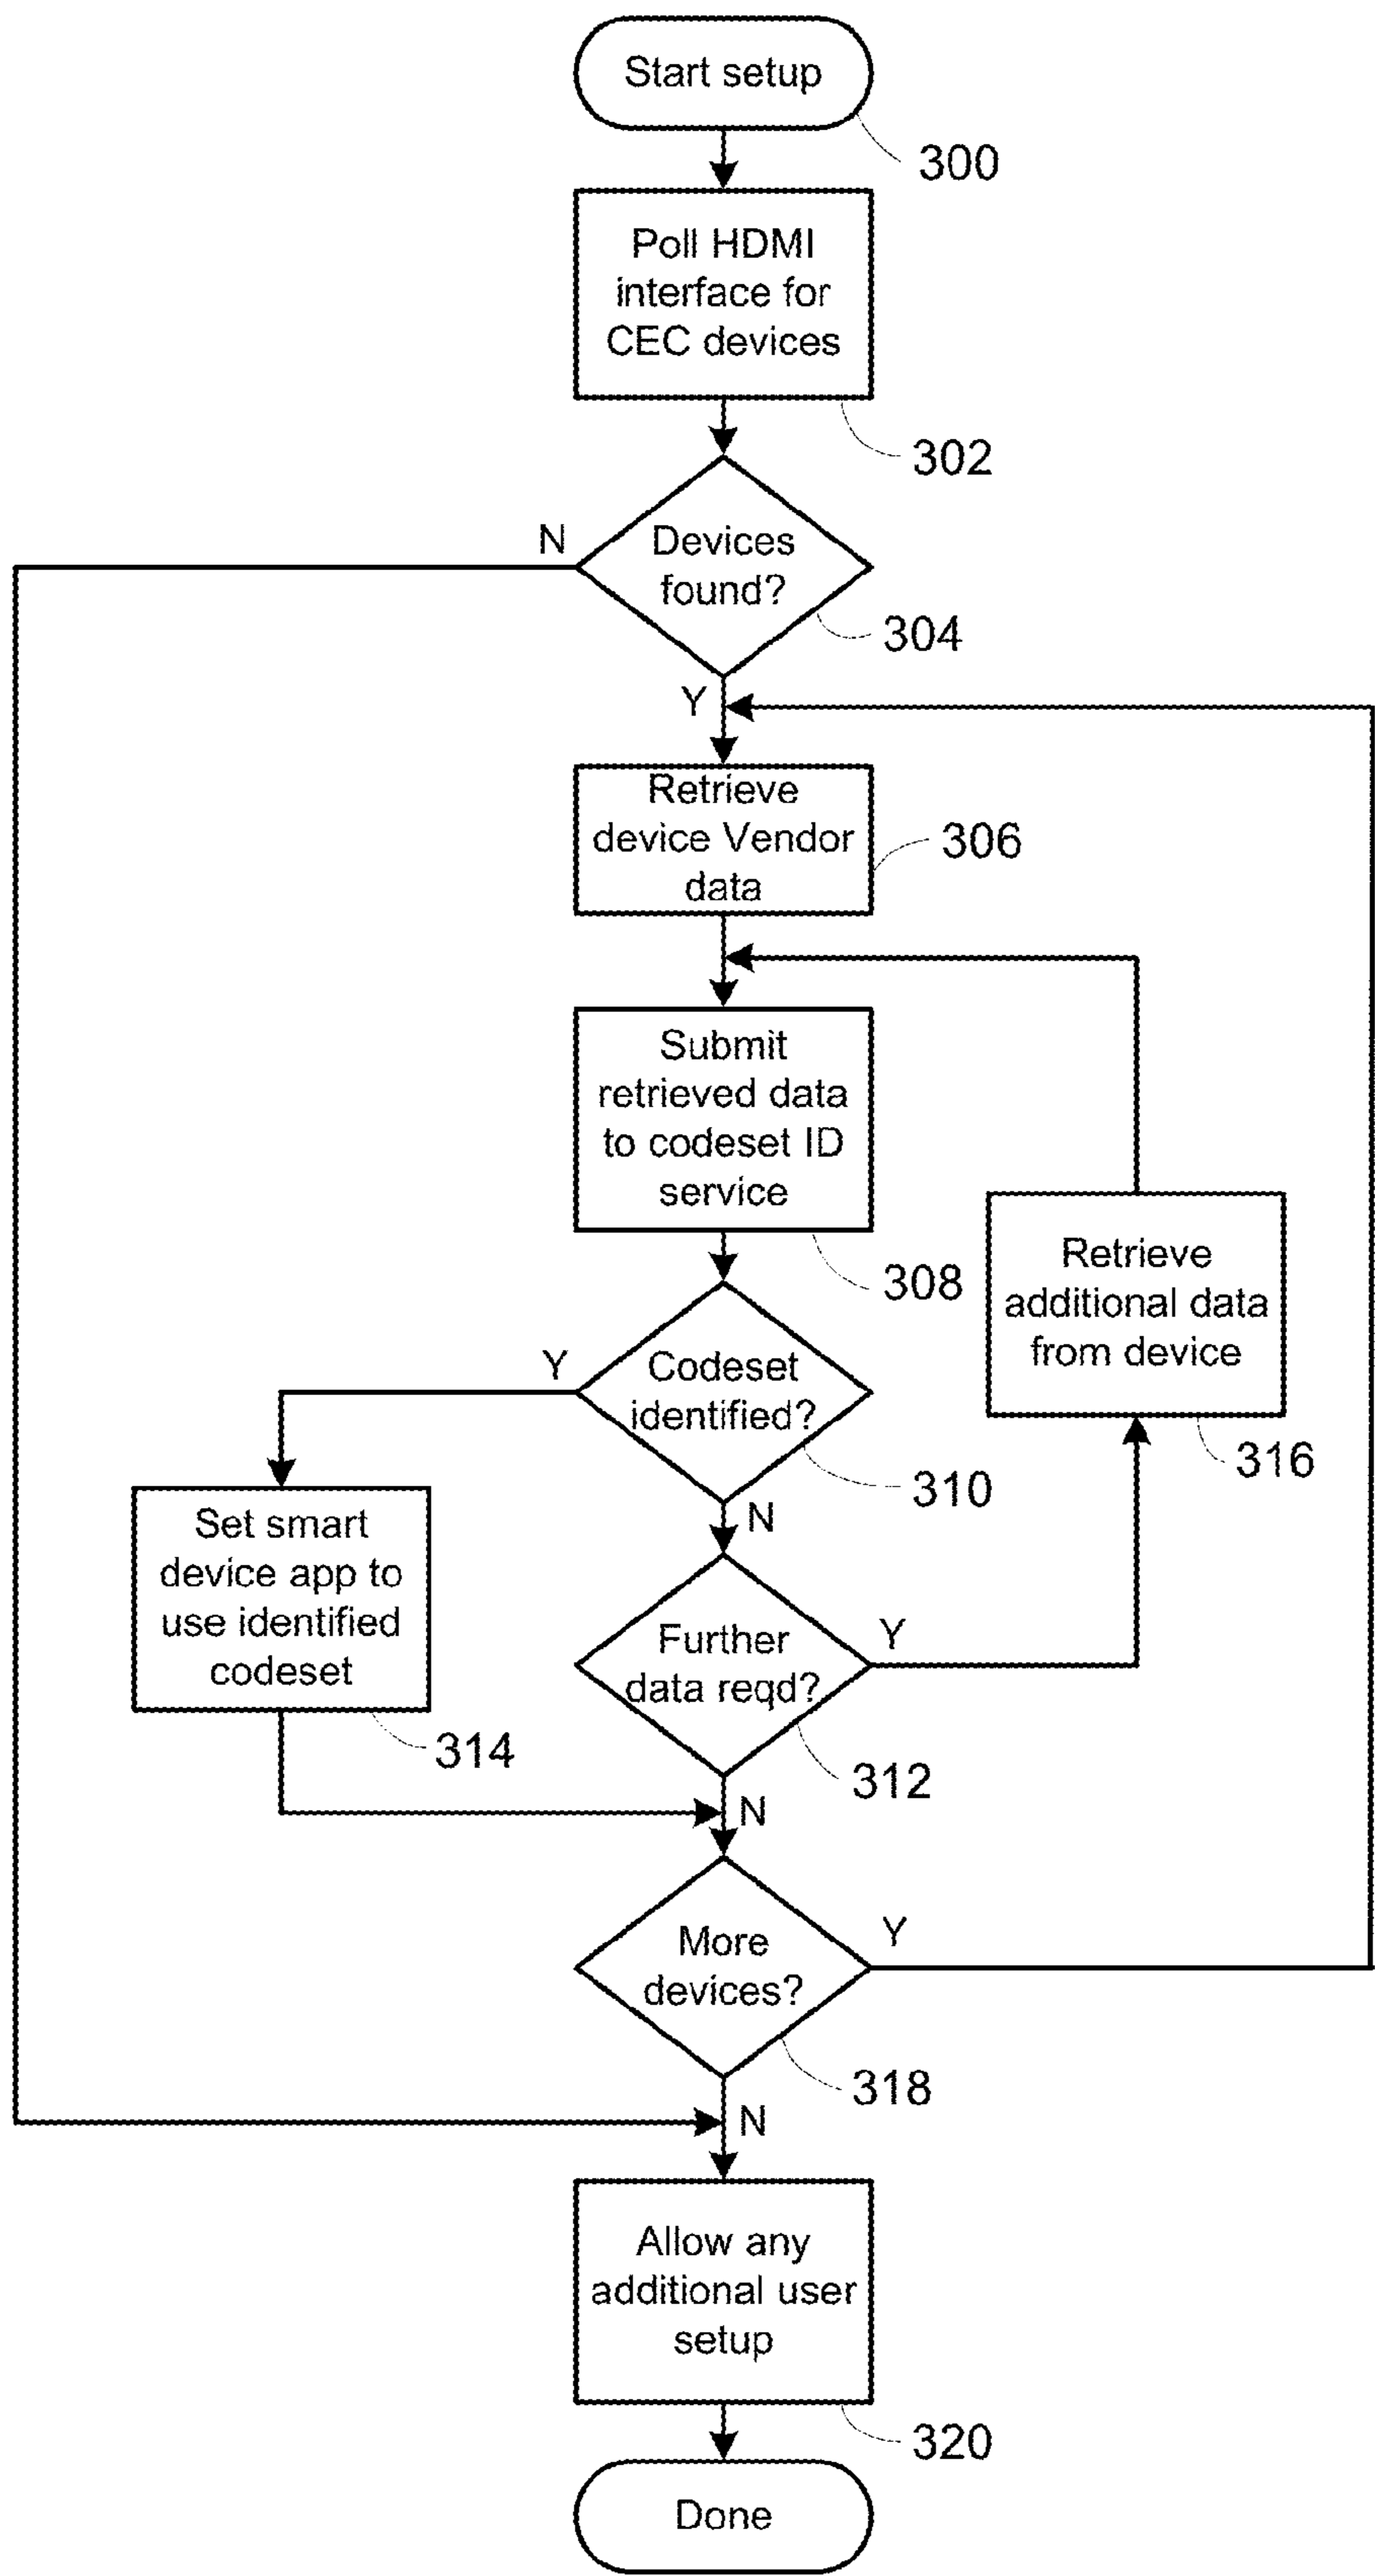 Start setup
300
Poll HDMI
interface for
CEC devices
302
N
Devices
found?
304
Y
Retrieve
device Vendor
data
306
Submit
retrieved data
to codeset ID
service
308
Retrieve
additional data
from device
316
Y
Codeset
identified?
310
N
Set smart
device app to
use identified
codeset
314
Further
data reqd?
Y
312
N
More
devices?
Y
318
N
Allow any
additional user
setup
320
Done